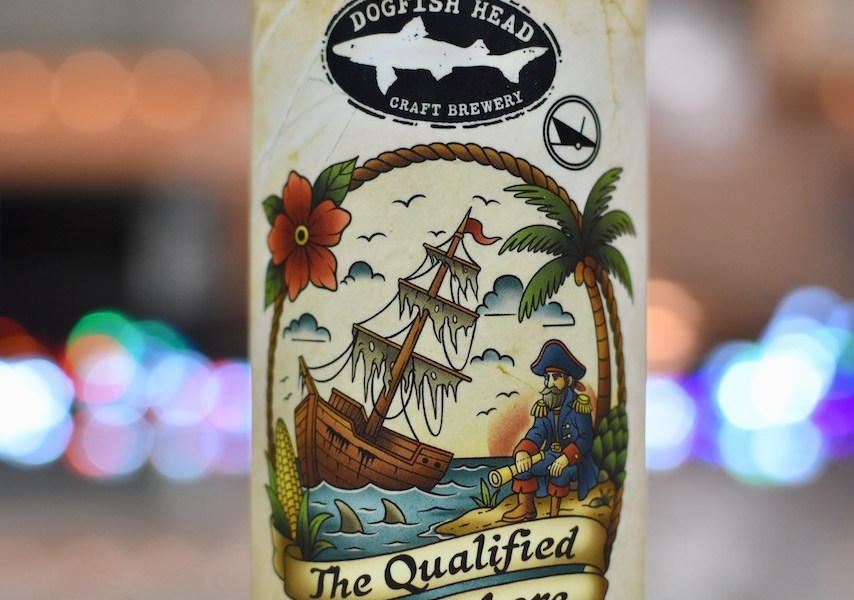 DOGFISH HEAD
CRAFT BREWERY
The Qualified